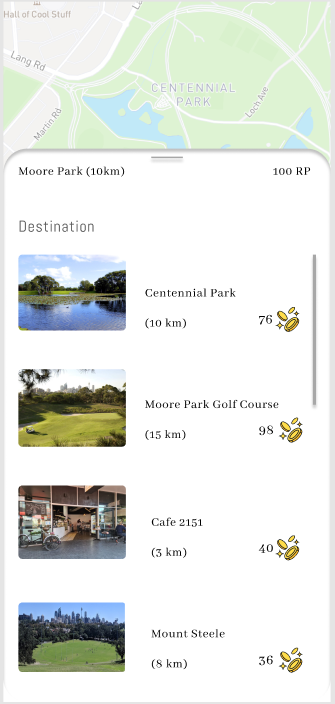 Hall of Cool Stuff
Lang Rd
CENTENNIAL
PARK
Loch Ave
Martin Rd
Moore Park (10km)
100 RP
Destination
Centennial Park
(10 km)
76
Moore Park Golf Course
(15 km)
98
Cafe 2151
(3 km)
40
Mount Steele
(8 km)
36